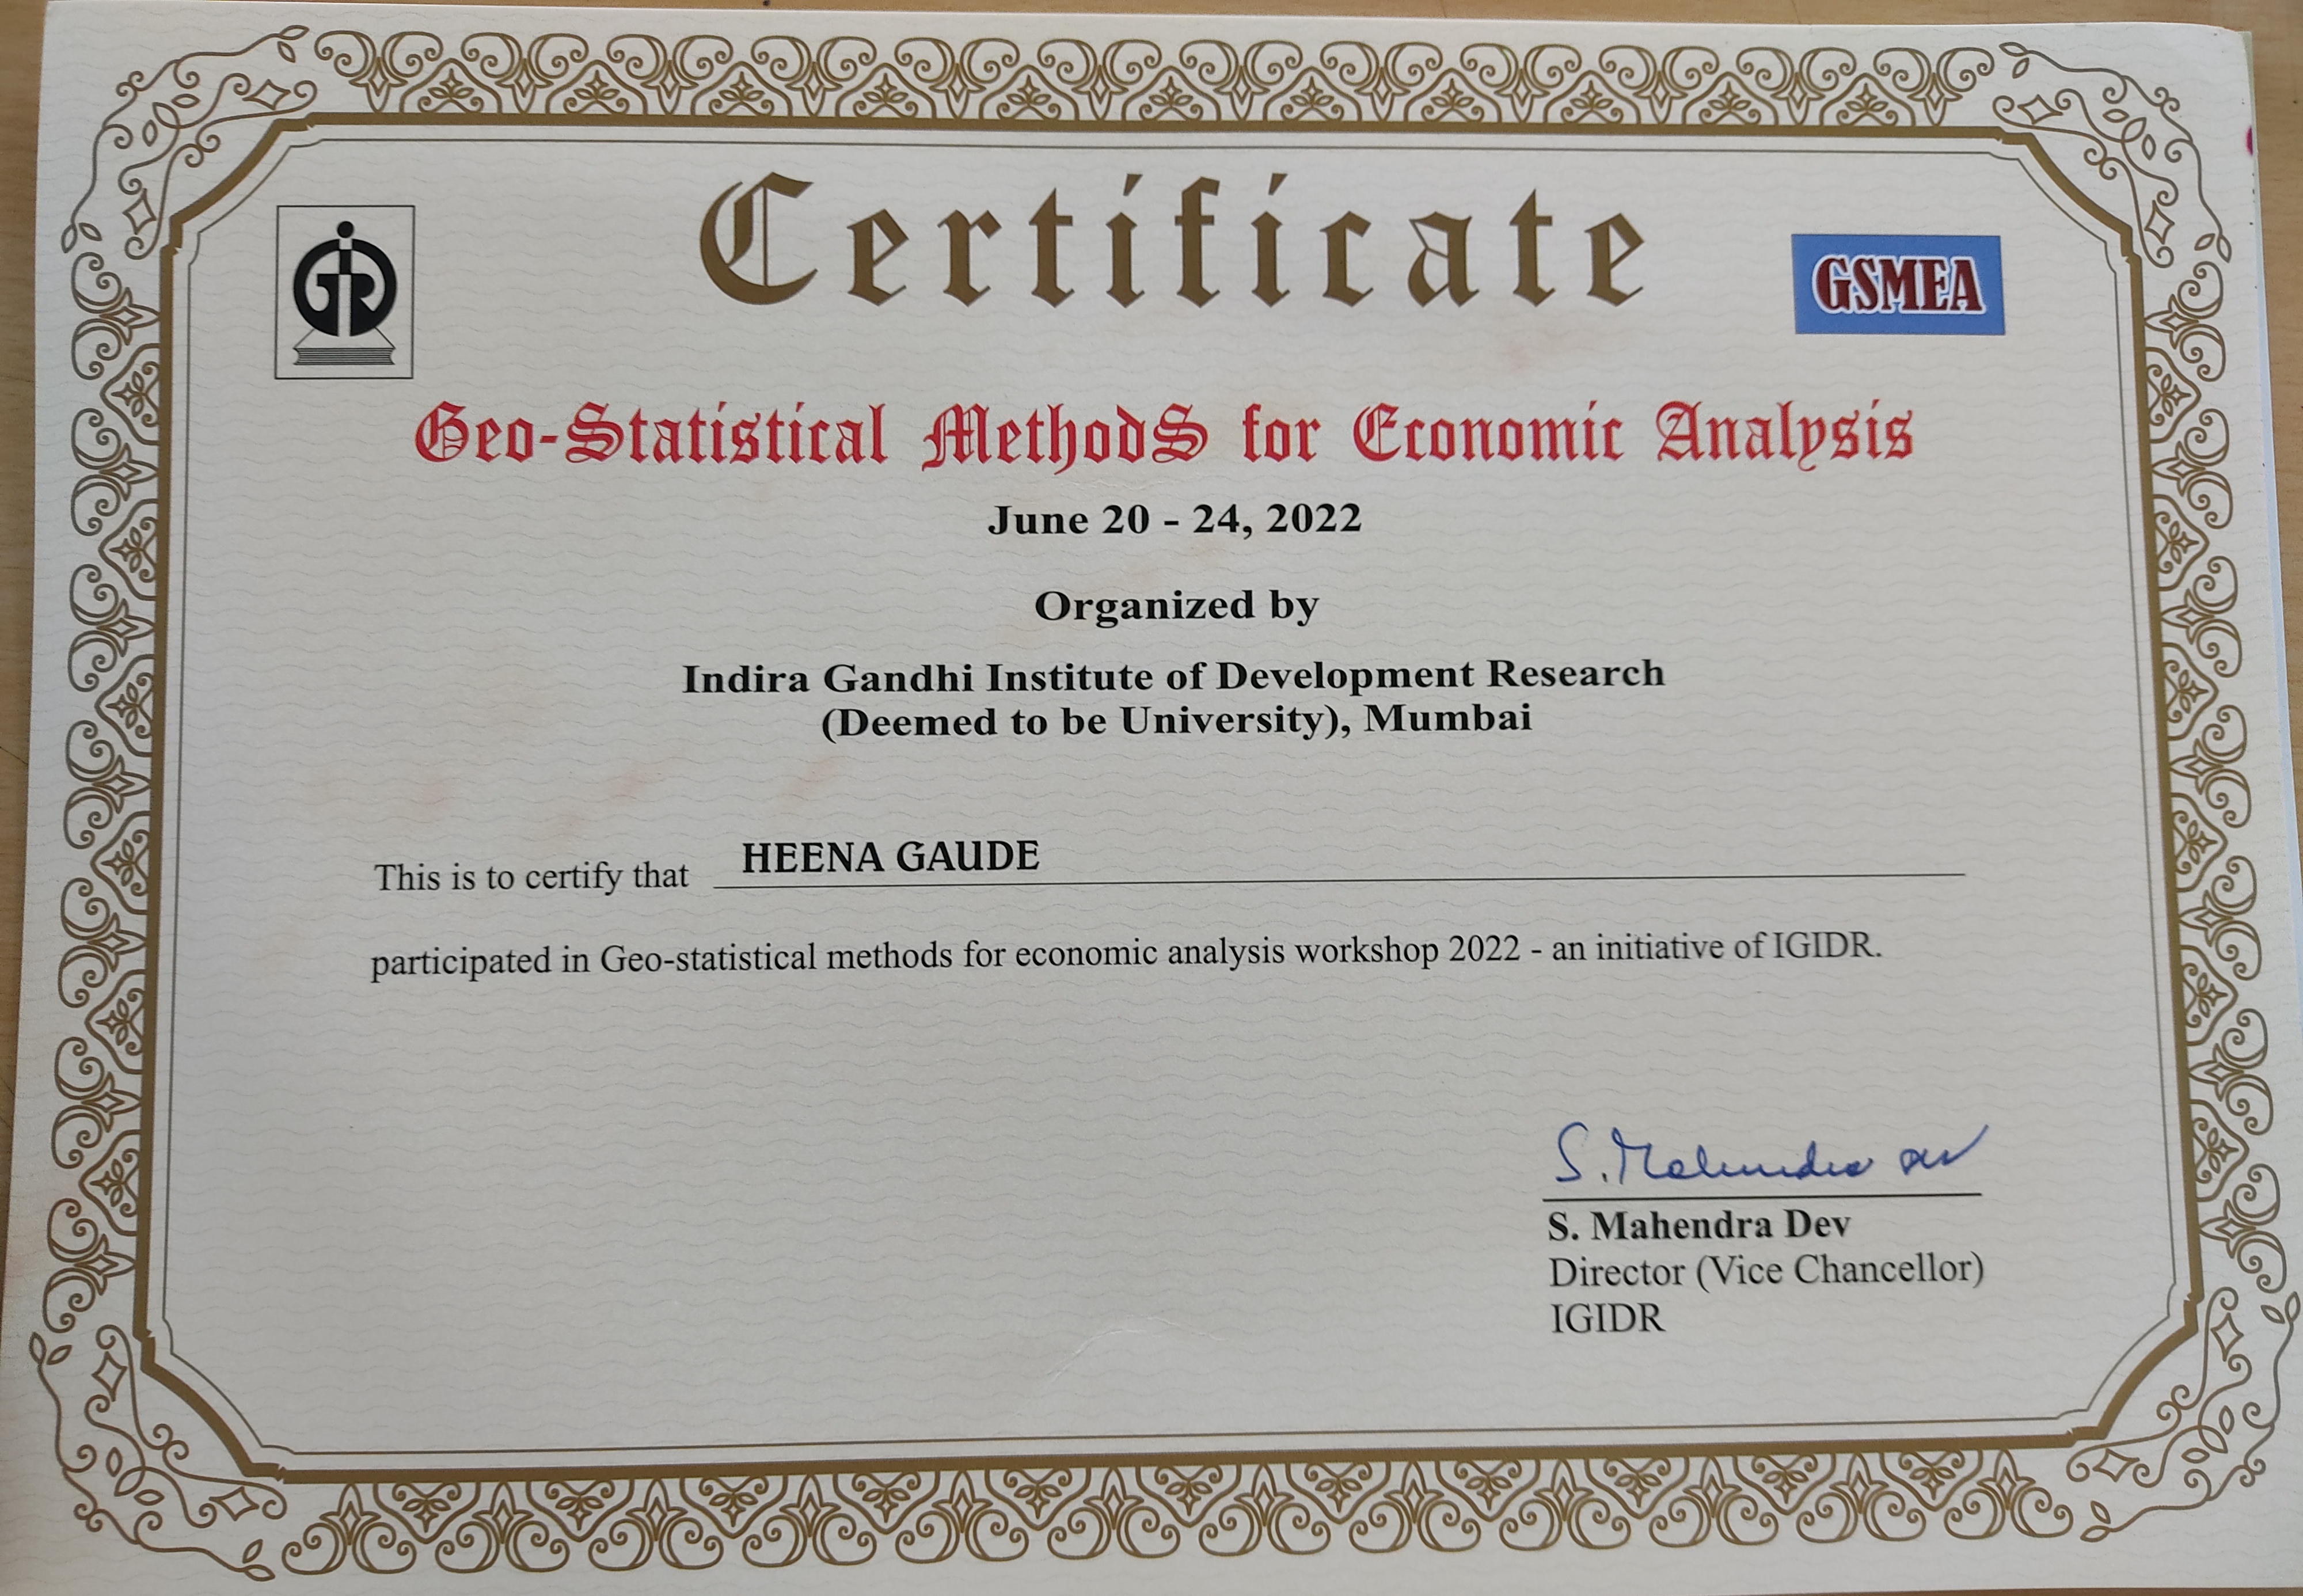 Certificate
GSMEA
Geo-Statistical MethodS for Economic Analysis
June 20 - 24, 2022
Organized by
Indira Gandhi Institute of Development Research
(Deemed to be University), Mumbai
This is to certify that HEENA GAUDE
participated in Geo-statistical methods for economic analysis workshop 2022 - an initiative of IGIDR.
S. Mahendra Dev
S. Mahendra Dev
Director (Vice Chancellor)
IGIDR